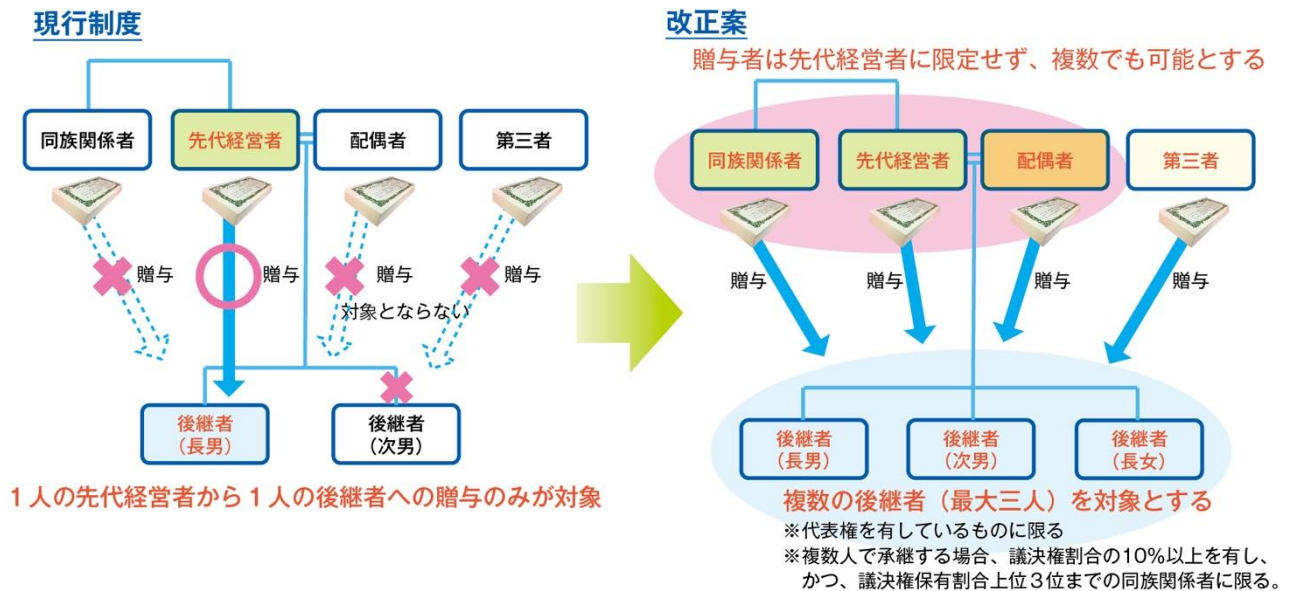 現行制度
同族関係者
先代経営者
配偶者
第三者
贈与
贈与
贈与
贈与
対象とならない
後継者
(長男)
後継者
(次男)
1人の先代経営者から1人の後継者への贈与のみが対象
改正案
贈与者は先代経営者に限定せず、複数でも可能とする
同族関係者
先代経営者
配偶者
第三者
贈与
贈与
贈与
贈与
後継者
(長男)
後継者
(次男)
後継者
(長女)
複数の後継者（最大三人）を対象とする
※代表権を有しているものに限る
※複数人で承継する場合、議決権割合の10%以上を有し、
かつ、議決権保有割合上位3位までの同族関係者に限る。